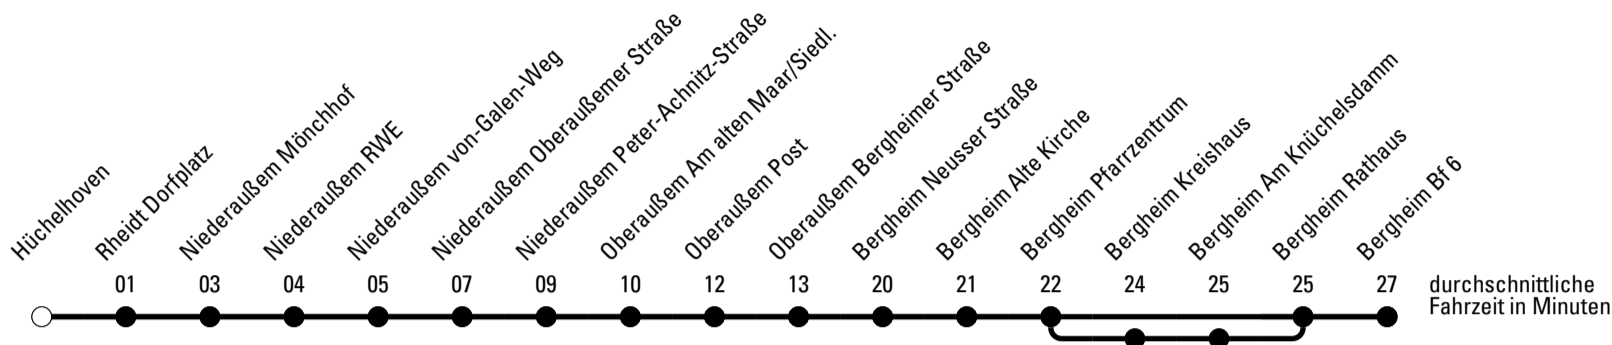 Hüchelhoven
Rheidt Dorfplatz
Niederaußem Mönchhof
Niederaußem RWE
Niederaußem von-Galen-Weg
Niederaußem Oberaußemer Straße
Niederaußem Peter-Achnitz-Straße
Oberaußem Am alten Maar/Siedl.
Oberaußem Post
Oberaußem Bergheimer Straße
Bergheim Neusser Straße
Bergheim Alte Kirche
Bergheim Pfarrzentrum
Bergheim Kreishaus
Bergheim Am Knüchelsdamm
Bergheim Rathaus
Bergheim Bf 6
01 03 04 05 07 09 10 12 13 20 21 22 24 25 25 27
durchschnittliche
Fahrzeit in Minuten